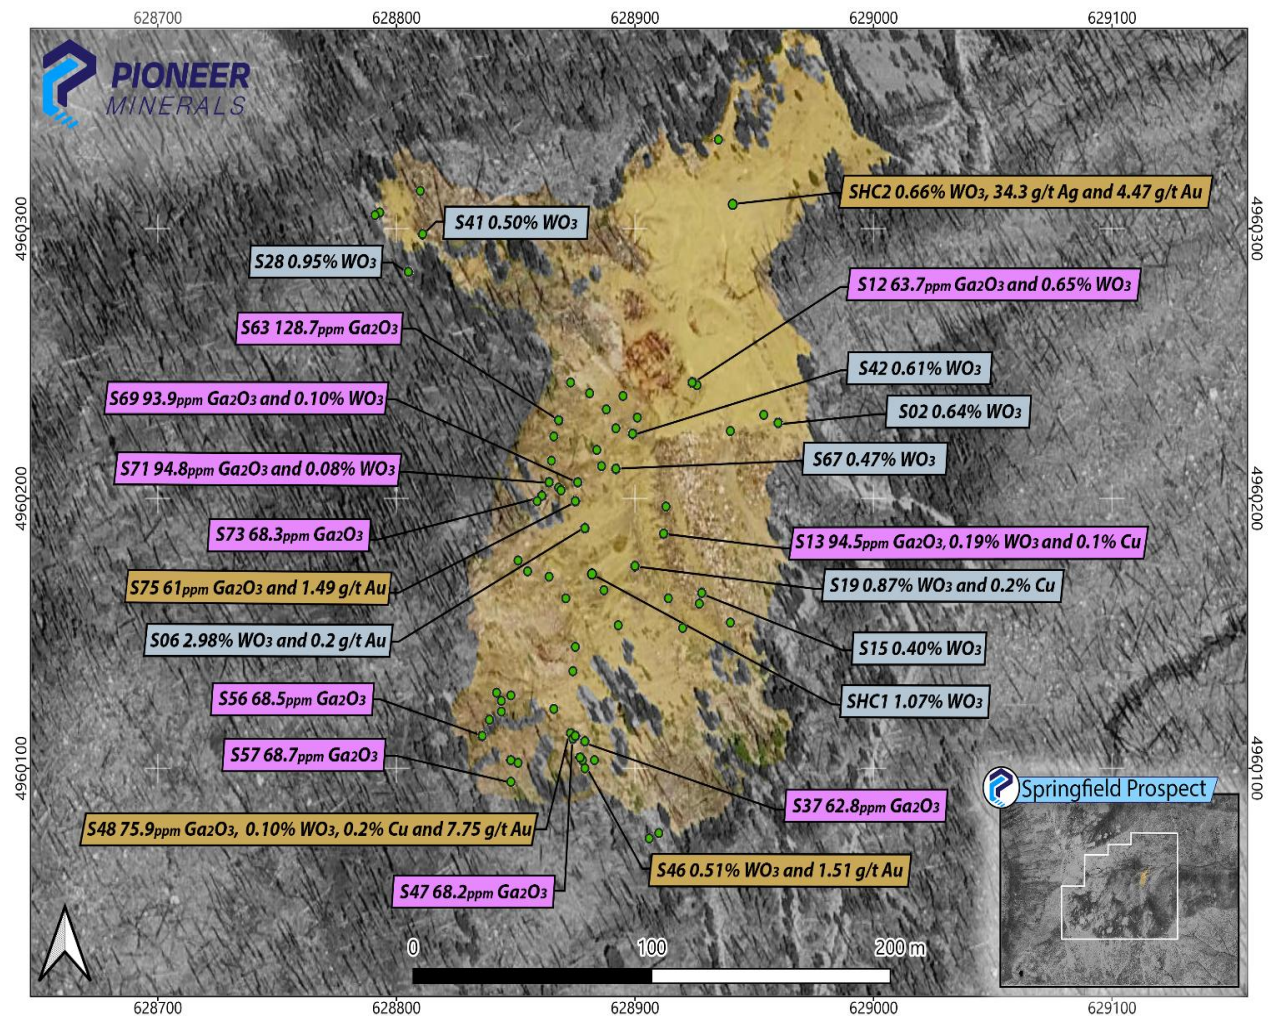 628700 628800 628900 629000 629100
PIONEER
MINERALS
SHC2 0.66% WO₃, 34.3 g/t Ag and 4.47 g/t Au
4960300
4960300
S41 0.50% WO₃
S28 0.95% WO₃
S12 63.7ppm Ga₂O₃ and 0.65% WO₃
S63 128.7ppm Ga₂O₃
S42 0.61% WO₃
S69 93.9ppm Ga₂O₃ and 0.10% WO₃
S02 0.64% WO₃
S67 0.47% WO₃
S71 94.8ppm Ga₂O₃ and 0.08% WO₃
4960200
4960200
S73 68.3ppm Ga₂O₃
S13 94.5ppm Ga₂O₃, 0.19% WO₃ and 0.1% Cu
S75 61ppm Ga₂O₃ and 1.49 g/t Au
S19 0.87% WO₃ and 0.2% Cu
S06 2.98% WO₃ and 0.2 g/t Au
S15 0.40% WO₃
S56 68.5ppm Ga₂O₃
SHC1 1.07% WO₃
S57 68.7ppm Ga₂O₃
4960100
4960100
Springfield Prospect
S37 62.8ppm Ga₂O₃
S48 75.9ppm Ga₂O₃, 0.10% WO₃, 0.2% Cu and 7.75 g/t Au
S46 0.51% WO₃ and 1.51 g/t Au
S47 68.2ppm Ga₂O₃
0 100 200 m
628700 628800 628900 629000 629100